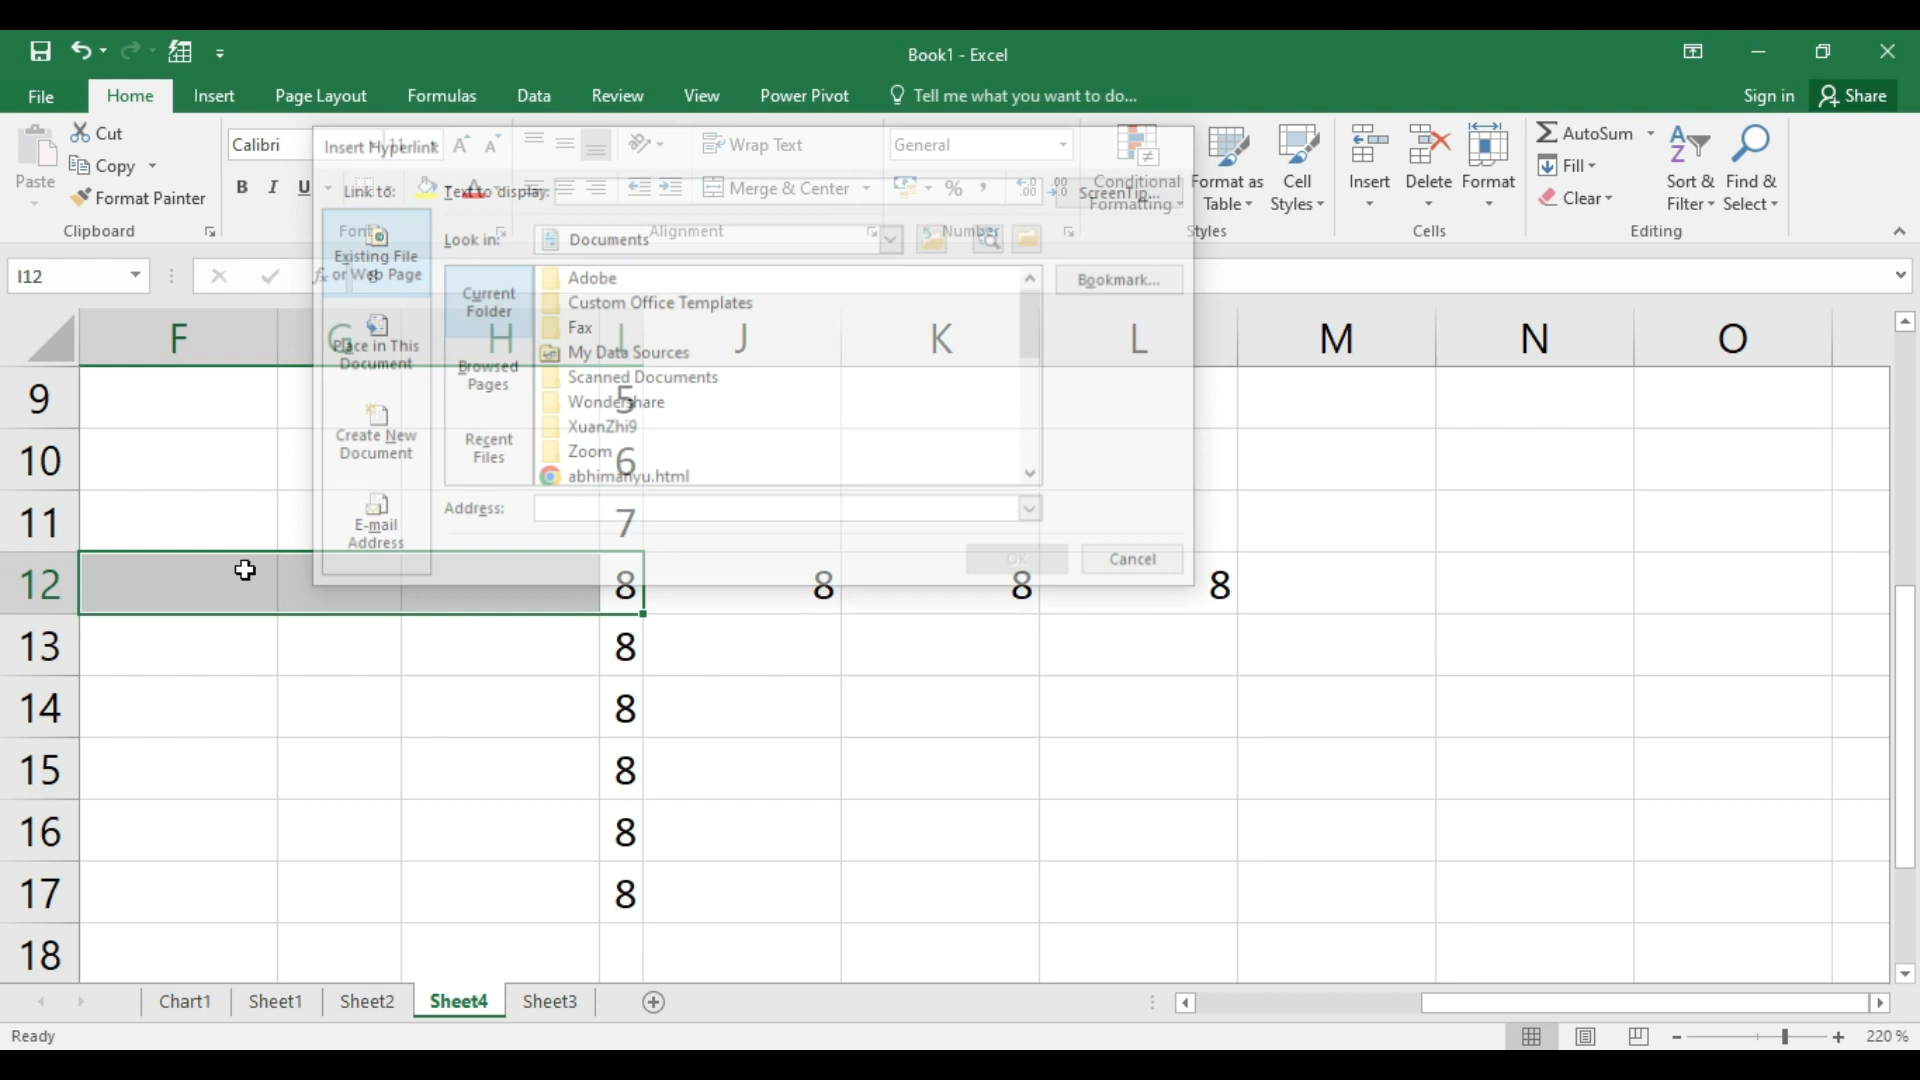 Book1 - Excel
File Home Insert Page Layout Formulas Data Review View Power Pivot Tell me what you want to do... Sign in Share
Paste
Cut
Copy
Format Painter
Clipboard
Calibri 11
B I U
Font
Wrap Text
Merge & Center
Alignment
General
%
Number
Conditional
Formatting
Format as
Table
Cell
Styles
Styles
Insert
Delete
Format
Cells
AutoSum
Fill
Clear
Sort &
Filter
Find &
Select
Editing
I12
fx 8
Insert Hyperlink
Link to:
Text to display:
ScreenTip...
Existing File
or Web Page
Place in This
Document
Create New
Document
E-mail
Address
Look in:
Documents
Current
Folder
Browsed
Pages
Recent
Files
Adobe
Custom Office Templates
Fax
My Data Sources
Scanned Documents
Wondershare
XuanZhi9
Zoom
abhimanyu.html
Bookmark...
Address:
OK
Cancel
F G H I J K L M N O
9 5
10 6
11 7
12 8 8 8 8
13 8
14 8
15 8
16 8
17 8
18
Chart1 Sheet1 Sheet2 Sheet4 Sheet3
Ready
220 %